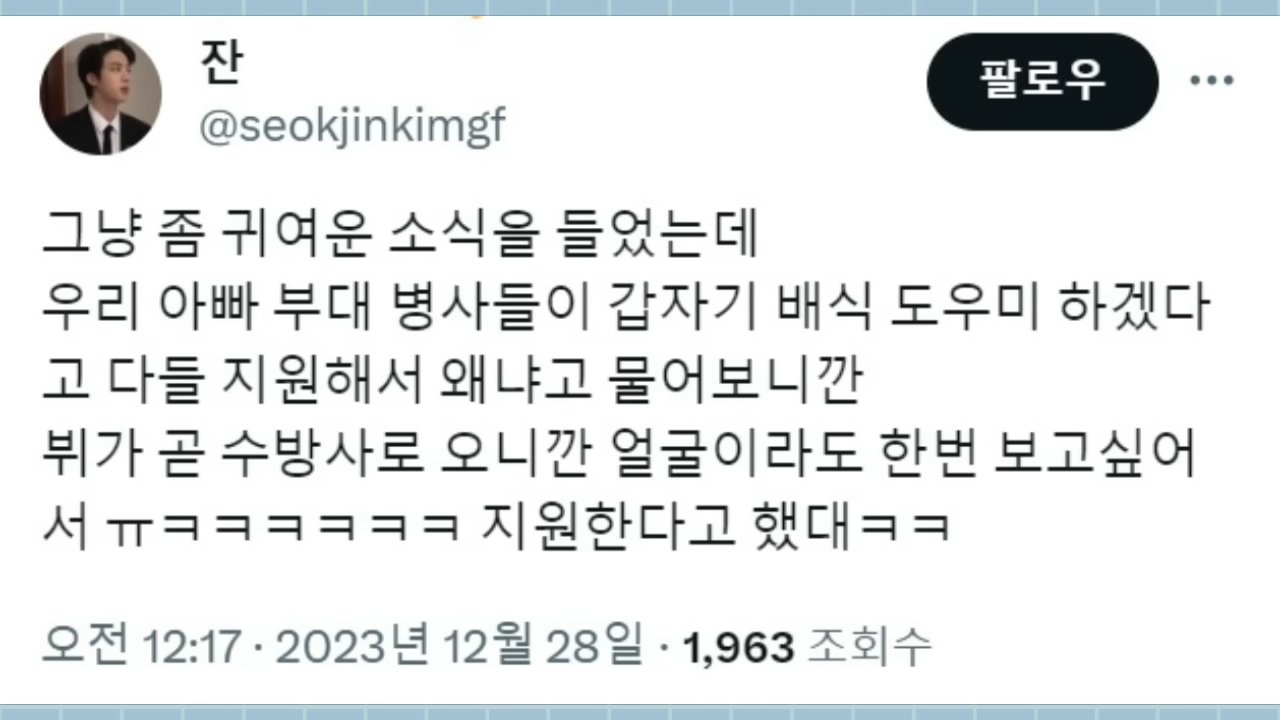 잔
팔로우
@seokjinkimgf
그냥 좀 귀여운 소식을 들었는데
우리 아빠 부대 병사들이 갑자기 배식 도우미 하겠다
고 다들 지원해서 왜냐고 물어보니깐
뷔가 곧 수방사로 오니깐 얼굴이라도 한번 보고싶어
서 ㅠㅋㅋㅋㅋㅋㅋ 지원한다고 했대ㅋㅋ
오전 12:17 · 2023년 12월 28일 · 1,963 조회수